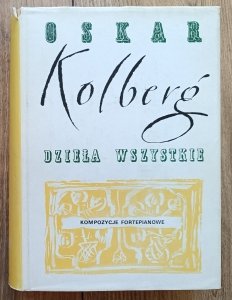 OSKAR
Kolberg
DZIEŁA WSZYSTKIE
KOMPOZYCJE FORTEPIANOWE